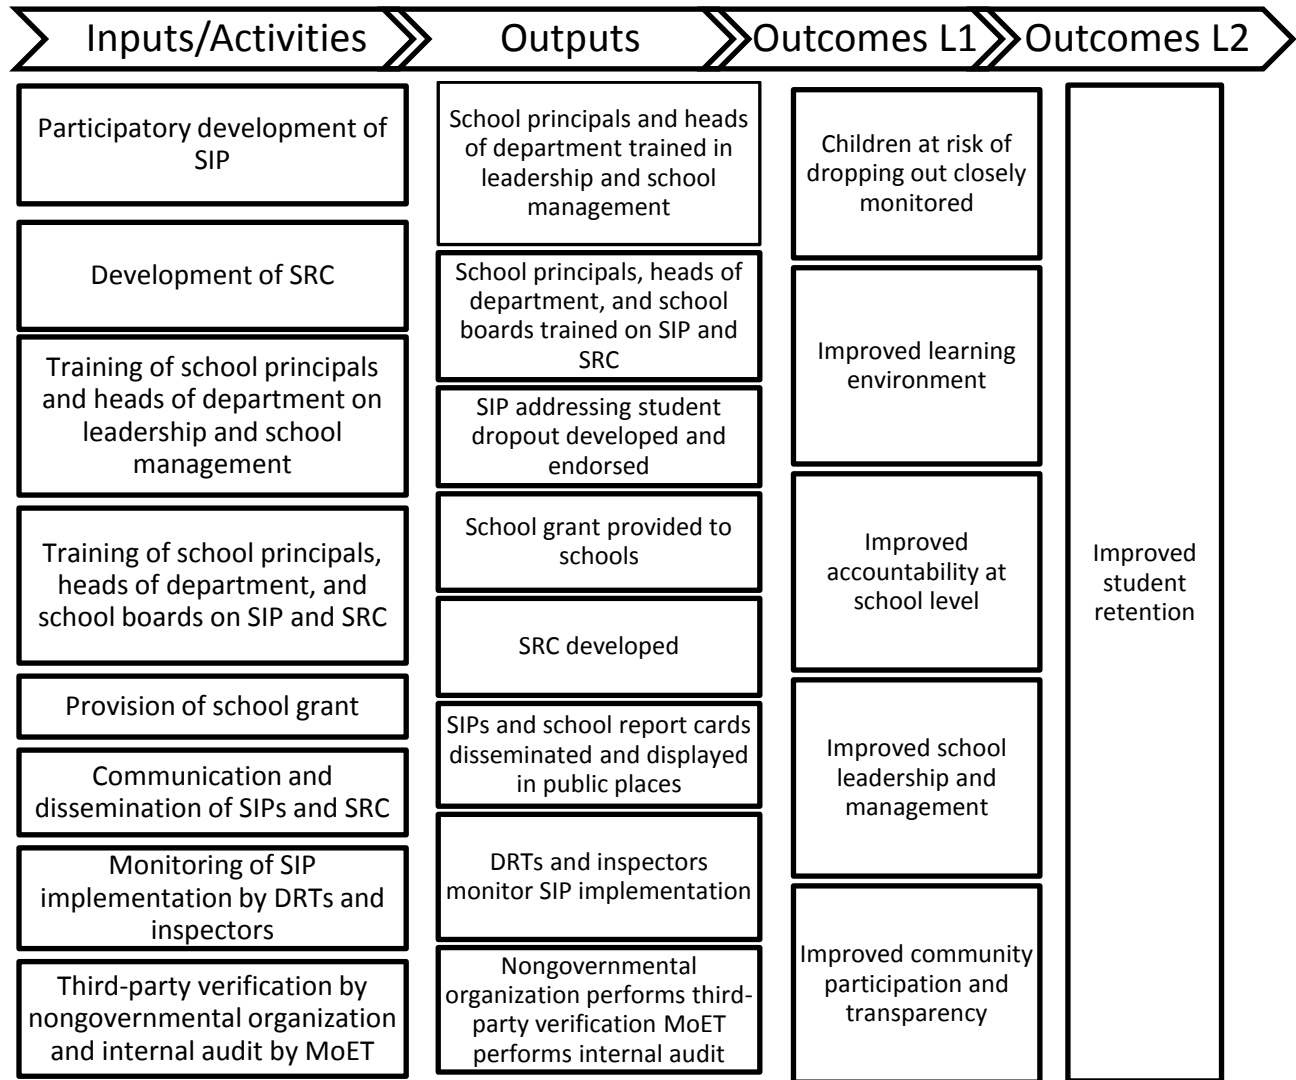 Inputs/Activities
Outputs
Outcomes L1
Outcomes L2
Participatory development of
SIP
Development of SRC
Training of school principals
and heads of department on
leadership and school
management
Training of school principals,
heads of department, and
school boards on SIP and SRC
Provision of school grant
Communication and
dissemination of SIPs and SRC
Monitoring of SIP
implementation by DRTs and
inspectors
Third-party verification by
nongovernmental organization
and internal audit by MoET
School principals and heads
of department trained in
leadership and school
management
School principals, heads of
department, and school
boards trained on SIP and
SRC
SIP addressing student
dropout developed and
endorsed
School grant provided to
schools
SRC developed
SIPs and school report cards
disseminated and displayed
in public places
DRTs and inspectors
monitor SIP implementation
Nongovernmental
organization performs third-
party verification MoET
performs internal audit
Children at risk of
dropping out closely
monitored
Improved learning
environment
Improved
accountability at
school level
Improved school
leadership and
management
Improved community
participation and
transparency
Improved
student
retention